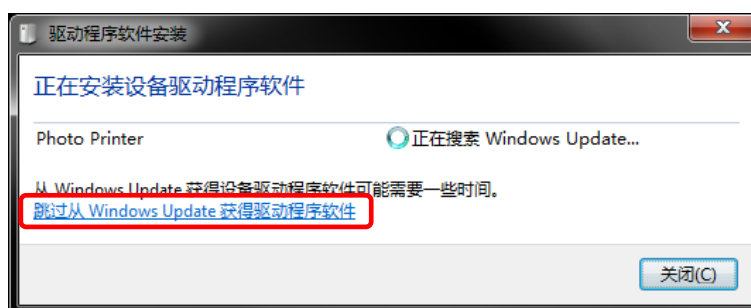 驱动程序软件安装
正在安装设备驱动程序软件
Photo Printer 正在搜索 Windows Update...
从 Windows Update 获得设备驱动程序软件可能需要一些时间。
跳过从 Windows Update 获得驱动程序软件
关闭(C)